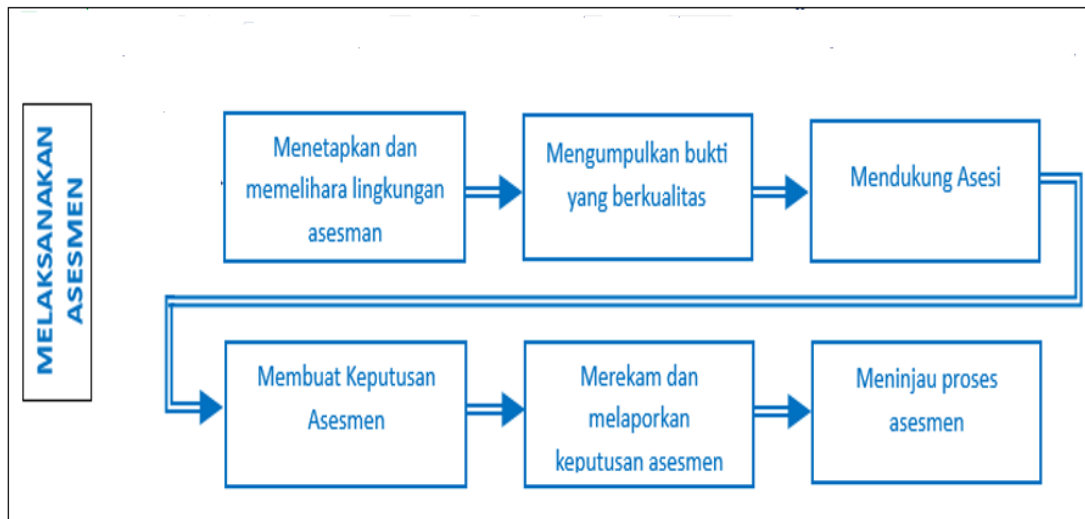 MELAKSANAKAN
ASESMEN
Menetapkan dan
memelihara lingkungan
asesman
Mengumpulkan bukti
yang berkualitas
Mendukung Asesi
Membuat Keputusan
Asesmen
Merekam dan
melaporkan
keputusan asesmen
Meninjau proses
asesmen